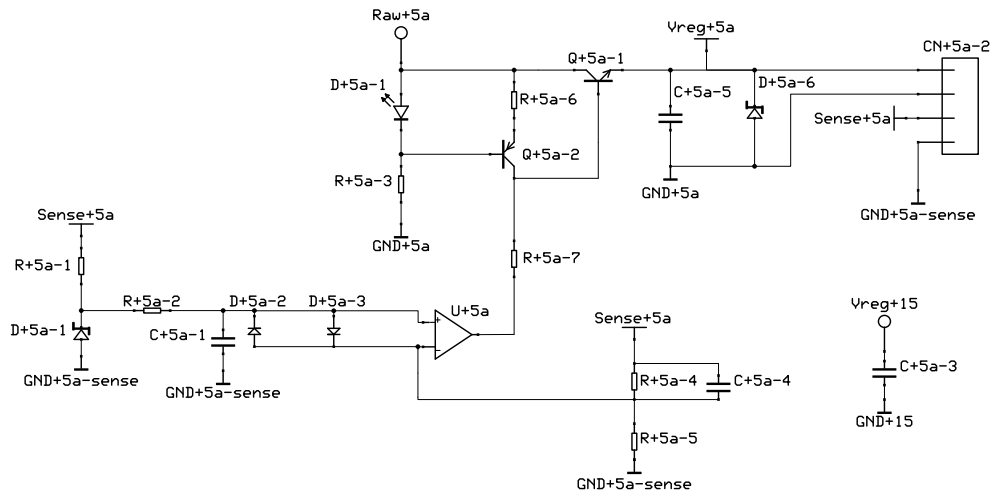 Raw+5a
Vreg+5a
CN+5a-2
Q+5a-1
D+5a-1
R+5a-6
C+5a-5
D+5a-6
Sense+5a
Q+5a-2
R+5a-3
GND+5a
GND+5a-sense
Sense+5a
GND+5a
R+5a-1
R+5a-7
R+5a-2
D+5a-2
D+5a-3
U+5a
+
-
D+5a-1
C+5a-1
Sense+5a
Vreg+15
GND+5a-sense
GND+5a-sense
R+5a-4
C+5a-4
C+5a-3
GND+15
R+5a-5
GND+5a-sense